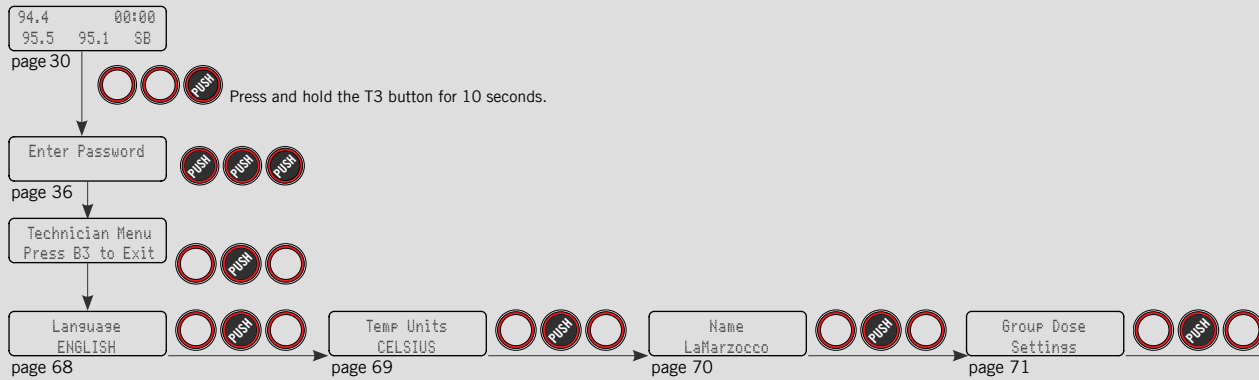 94.4 00:00
95.5 95.1 SB
page 30
PUSH
Press and hold the T3 button for 10 seconds.
Enter Password
PUSH PUSH PUSH
page 36
Technician Menu
Press B3 to Exit
PUSH
Language
ENGLISH
PUSH
Temp Units
CELSIUS
PUSH
Name
LaMarzocco
PUSH
Group Dose
Settings
PUSH
page 68
page 69
page 70
page 71